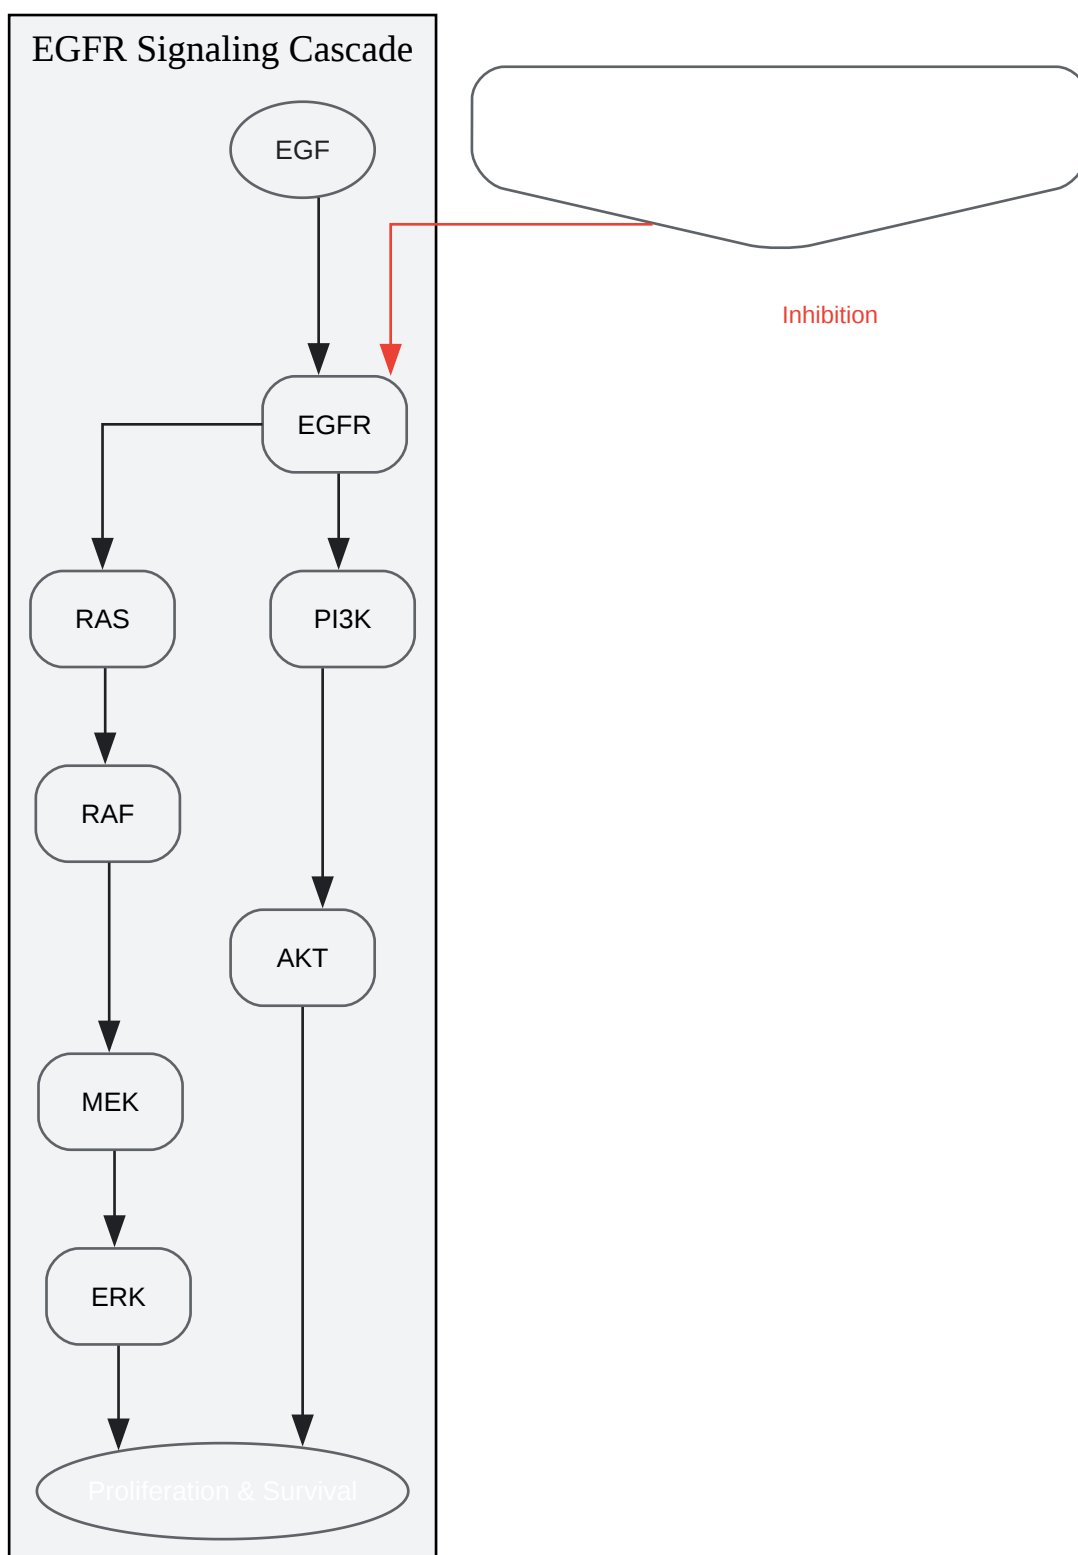 EGFR Signaling Cascade
EGF
Inhibition
EGFR
RAS
PI3K
RAF
AKT
MEK
ERK
Proliferation & Survival